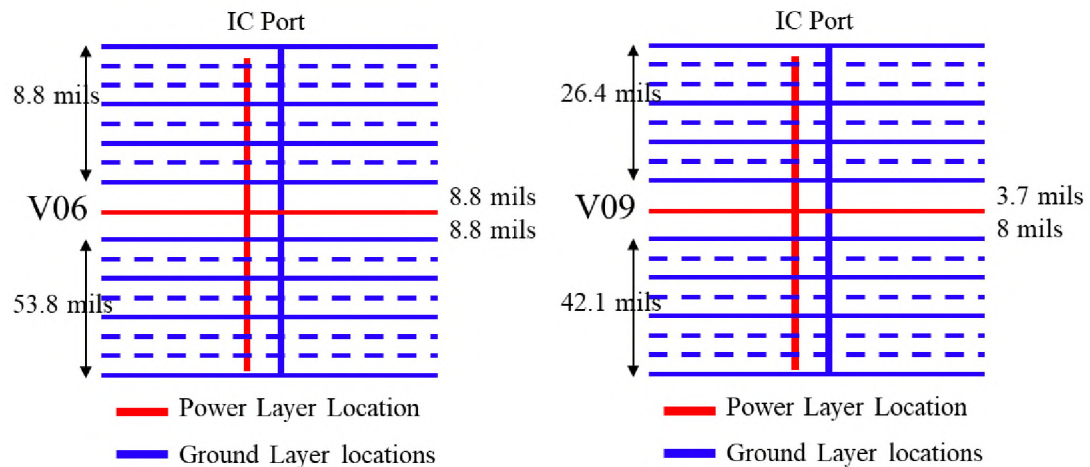 IC Port
8.8 mils
V06
8.8 mils
8.8 mils
53.8 mils
Power Layer Location
Ground Layer locations
IC Port
26.4 mils
V09
3.7 mils
8 mils
42.1 mils
Power Layer Location
Ground Layer locations